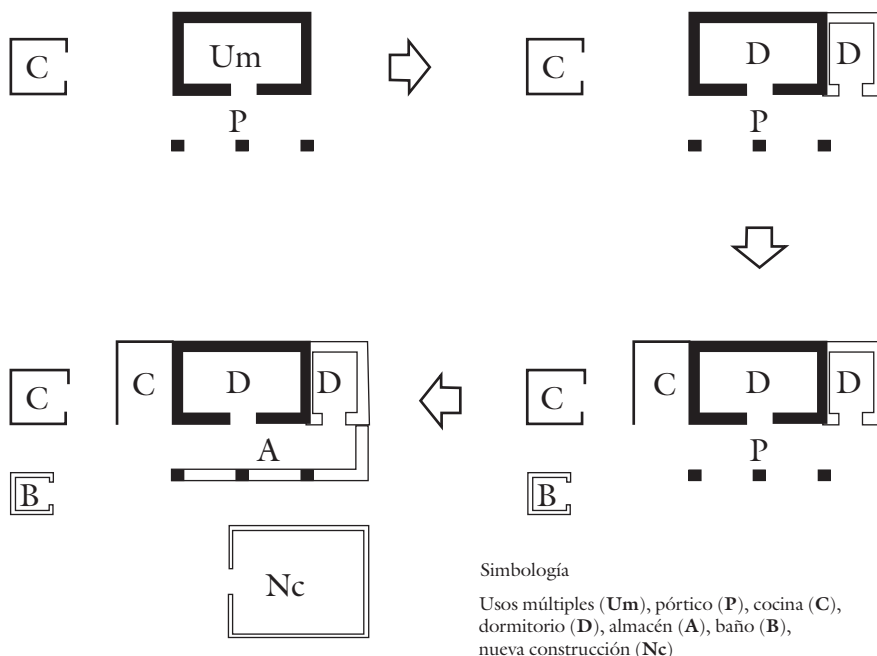 C
Um
P
C
D
D
P
C
C
D
D
A
B
Nc
C
C
D
D
P
B
Simbología
Usos múltiples (Um), pórtico (P), cocina (C),
dormitorio (D), almacén (A), baño (B),
nueva construcción (Nc)